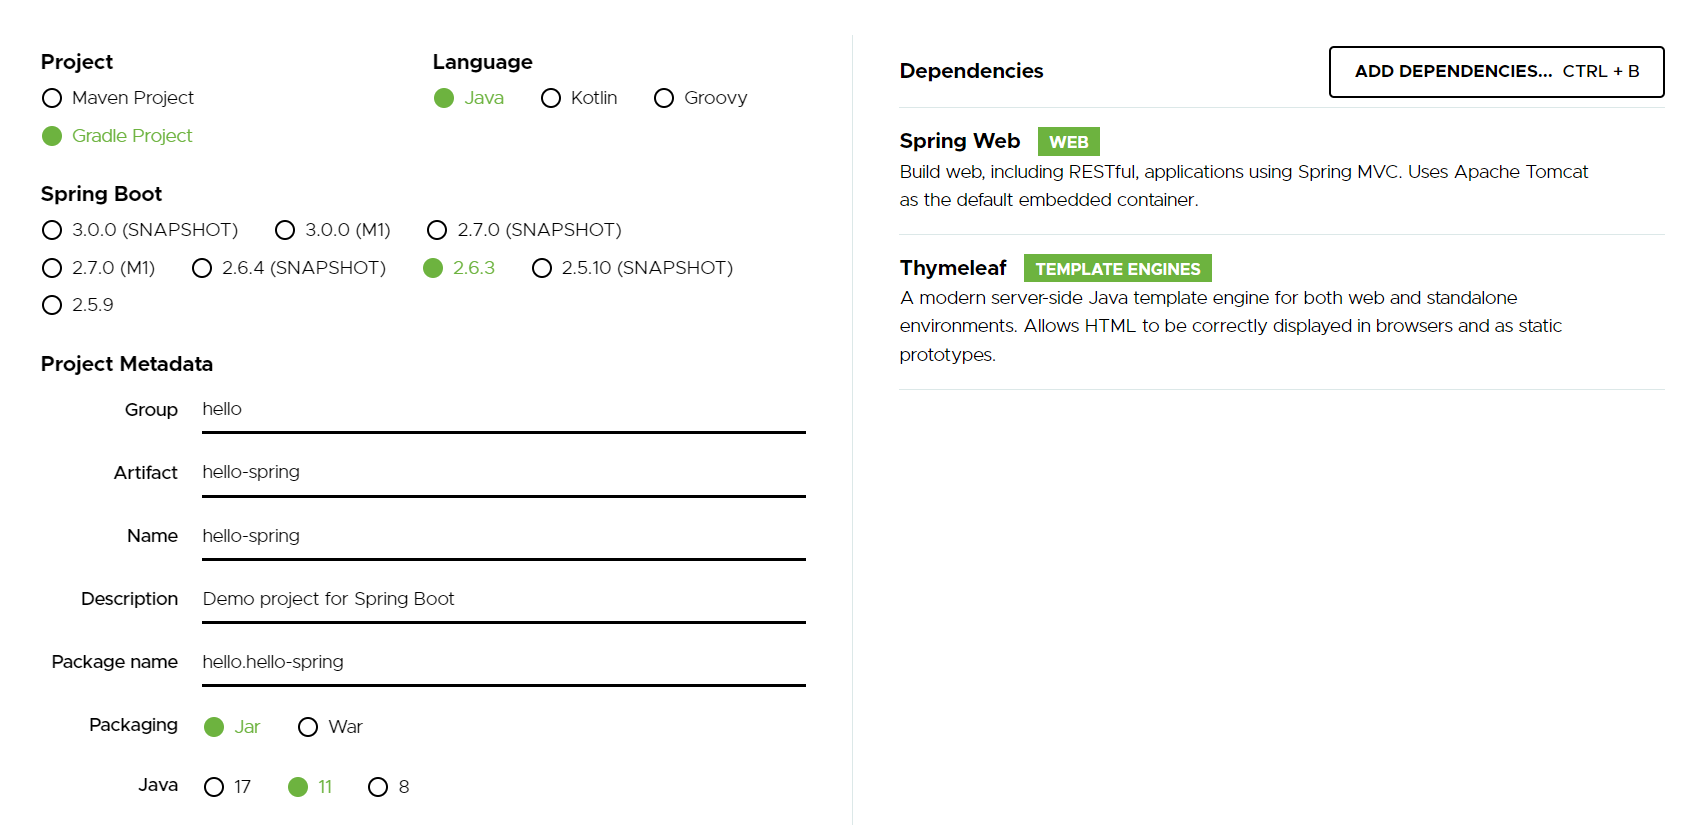 Project
Maven Project
Gradle Project
Language
Java Kotlin Groovy
Spring Boot
3.0.0 (SNAPSHOT) 3.0.0 (M1) 2.7.0 (SNAPSHOT)
2.7.0 (M1) 2.6.4 (SNAPSHOT) 2.6.3 2.5.10 (SNAPSHOT)
2.5.9
Project Metadata
Group hello
Artifact hello-spring
Name hello-spring
Description Demo project for Spring Boot
Package name hello.hello-spring
Packaging Jar War
Java 17 11 8
Dependencies ADD DEPENDENCIES... CTRL + B
Spring Web WEB
Build web, including RESTful, applications using Spring MVC. Uses Apache Tomcat
as the default embedded container.
Thymeleaf TEMPLATE ENGINES
A modern server-side Java template engine for both web and standalone
environments. Allows HTML to be correctly displayed in browsers and as static
prototypes.